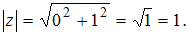 |z| = √(0² + 1²) = √1 = 1.